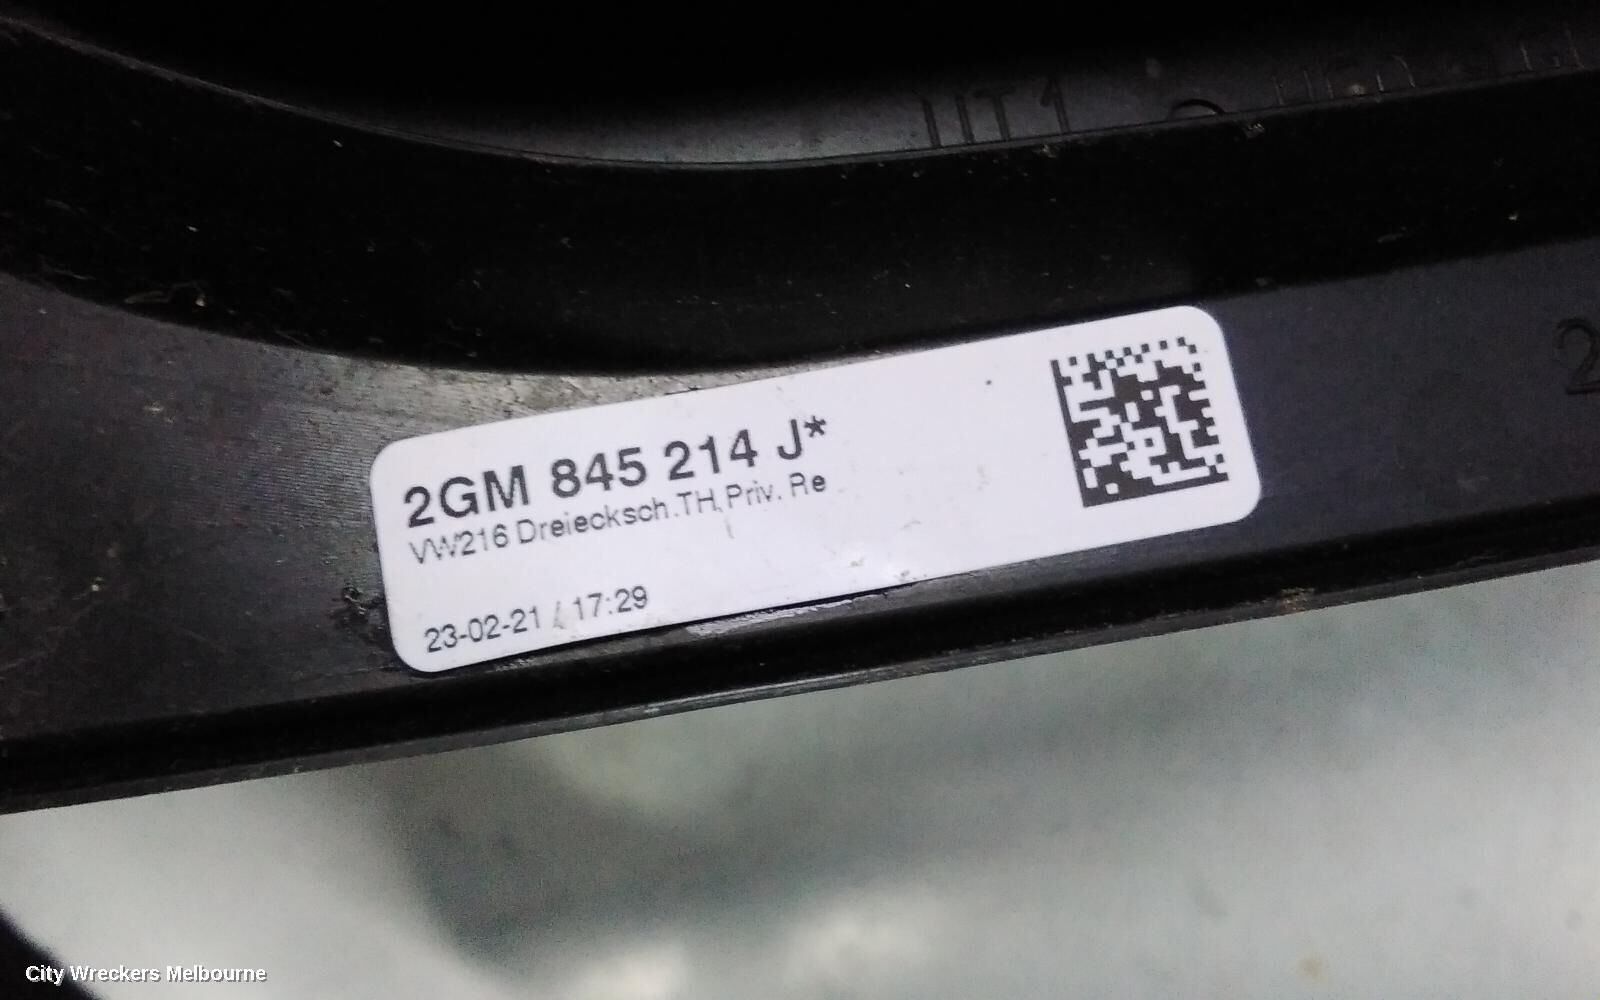 2GM 845 214 J*
VW216 Dreiecksch.TH,Priv. Re
23-02-21 / 17:29
City Wreckers Melbourne